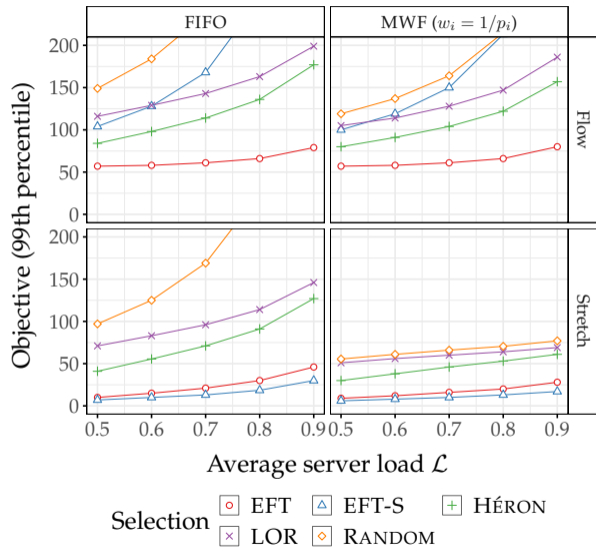 FIFO
MWF (w_i = 1/p_i)
Objective (99th percentile)
200
150
100
50
0
Flow
200
150
100
50
0
Stretch
0.5 0.6 0.7 0.8 0.9 0.5 0.6 0.7 0.8 0.9
Average server load ℒ
Selection
EFT EFT-S HÉRON
LOR RANDOM